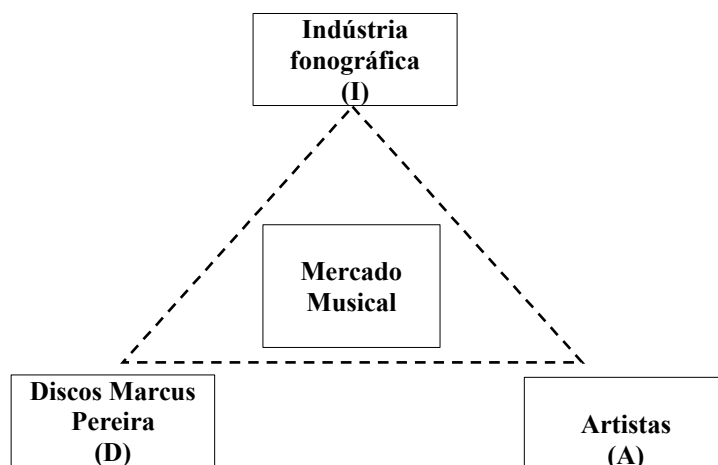 Indústria
fonográfica
(I)
Mercado
Musical
Discos Marcus
Pereira
(D)
Artistas
(A)